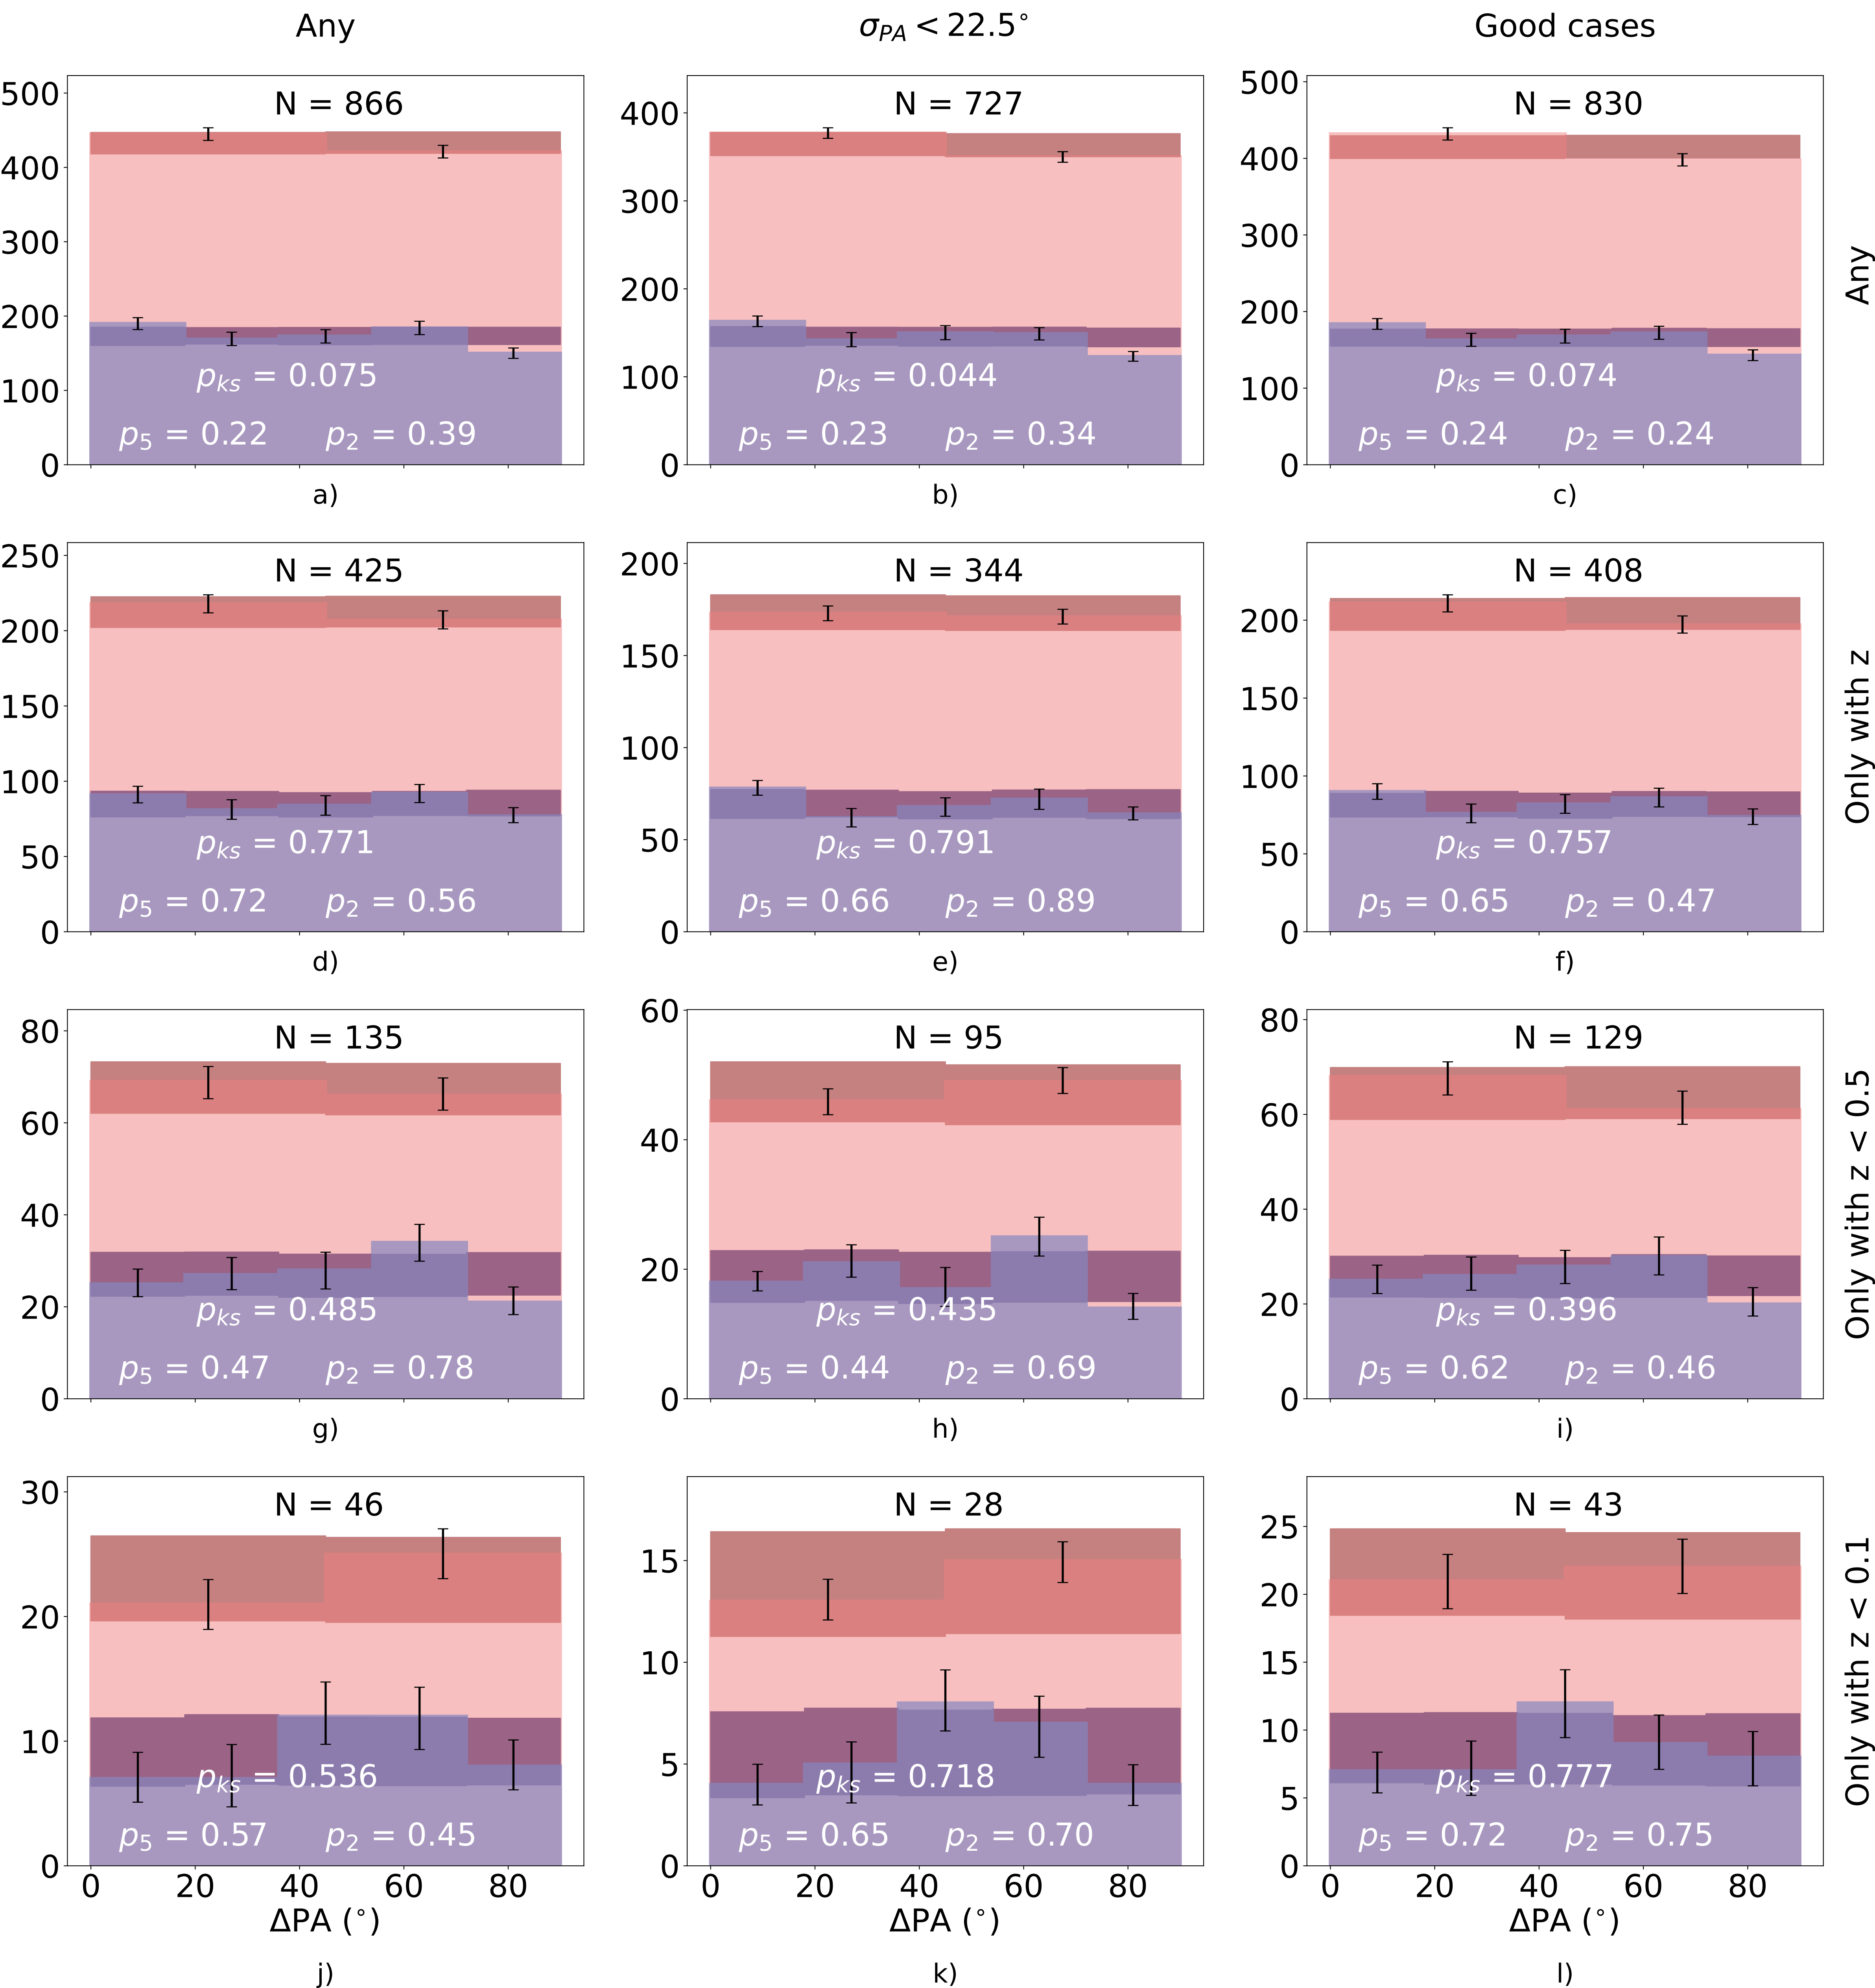 Any
σ_PA < 22.5°
Good cases
500
400
300
200
100
0
N = 866
p_ks = 0.075
p_5 = 0.22 p_2 = 0.39
a)
400
300
200
100
0
N = 727
p_ks = 0.044
p_5 = 0.23 p_2 = 0.34
b)
500
400
300
200
100
0
N = 830
p_ks = 0.074
p_5 = 0.24 p_2 = 0.24
c)
Any
250
200
150
100
50
0
N = 425
p_ks = 0.771
p_5 = 0.72 p_2 = 0.56
d)
200
150
100
50
0
N = 344
p_ks = 0.791
p_5 = 0.66 p_2 = 0.89
e)
200
150
100
50
0
N = 408
p_ks = 0.757
p_5 = 0.65 p_2 = 0.47
f)
Only with z
80
60
40
20
0
N = 135
p_ks = 0.485
p_5 = 0.47 p_2 = 0.78
g)
60
40
20
0
N = 95
p_ks = 0.435
p_5 = 0.44 p_2 = 0.69
h)
80
60
40
20
0
N = 129
p_ks = 0.396
p_5 = 0.62 p_2 = 0.46
i)
Only with z < 0.5
30
20
10
0
N = 46
p_ks = 0.536
p_5 = 0.57 p_2 = 0.45
0 20 40 60 80
ΔPA (°)
j)
15
10
5
0
N = 28
p_ks = 0.718
p_5 = 0.65 p_2 = 0.70
0 20 40 60 80
ΔPA (°)
k)
25
20
15
10
5
0
N = 43
p_ks = 0.777
p_5 = 0.72 p_2 = 0.75
0 20 40 60 80
ΔPA (°)
l)
Only with z < 0.1